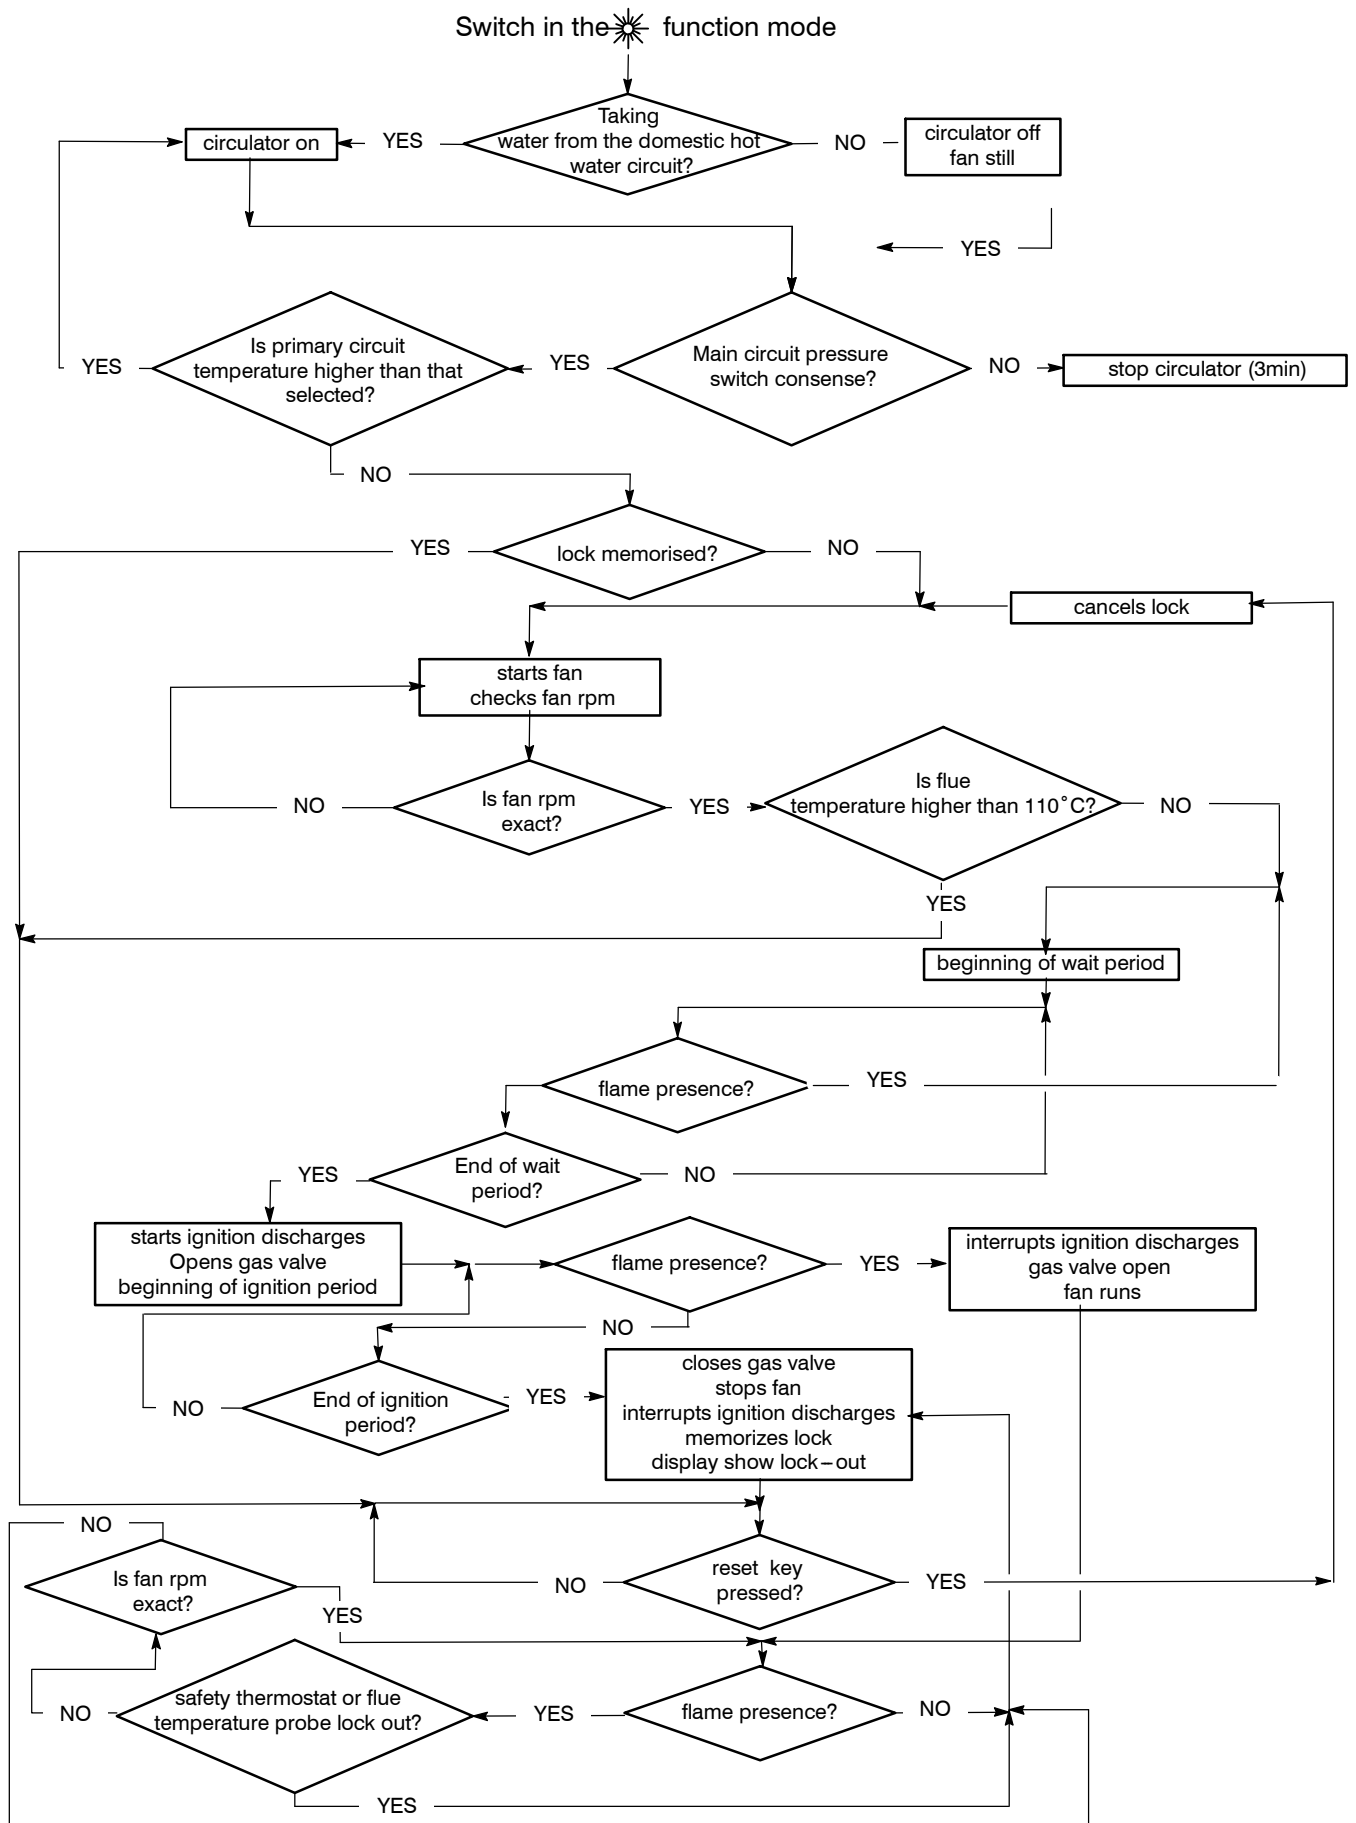 Switch in the function mode
Taking
water from the domestic hot
water circuit?
YES
circulator on
NO
circulator off
fan still
YES
Is primary circuit
temperature higher than that
selected?
YES
YES
Main circuit pressure
switch consense?
NO
stop circulator (3min)
NO
YES
lock memorised?
NO
cancels lock
starts fan
checks fan rpm
NO
Is fan rpm
exact?
YES
Is flue
temperature higher than 110°C?
NO
YES
beginning of wait period
flame presence?
YES
YES
End of wait
period?
NO
starts ignition discharges
Opens gas valve
beginning of ignition period
flame presence?
YES
interrupts ignition discharges
gas valve open
fan runs
NO
NO
End of ignition
period?
YES
closes gas valve
stops fan
interrupts ignition discharges
memorizes lock
display show lock–out
NO
Is fan rpm
exact?
YES
NO
reset key
pressed?
YES
NO
safety thermostat or flue
temperature probe lock out?
YES
flame presence?
NO
YES